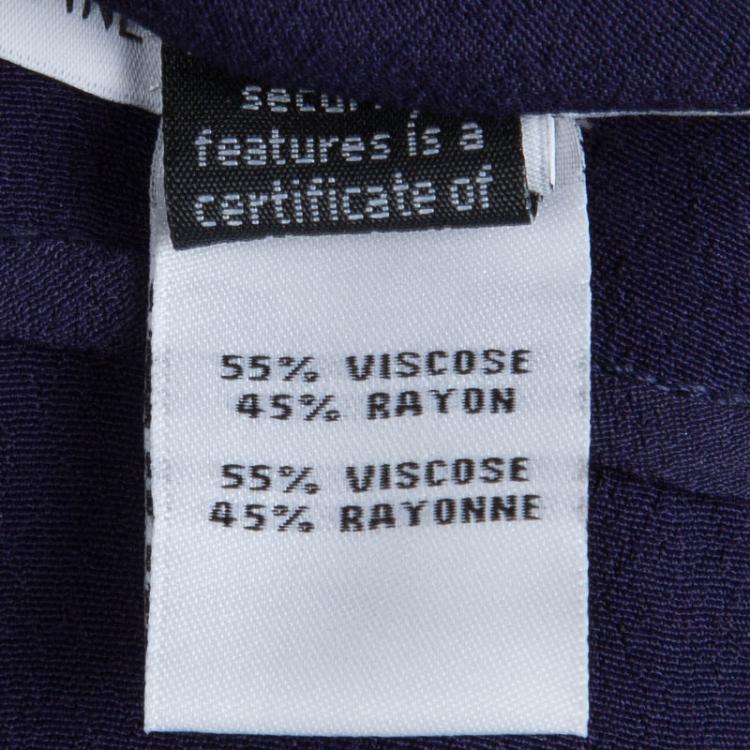 features is a
certificate of
55% VISCOSE
45% RAYON
55% VISCOSE
45% RAYONNE